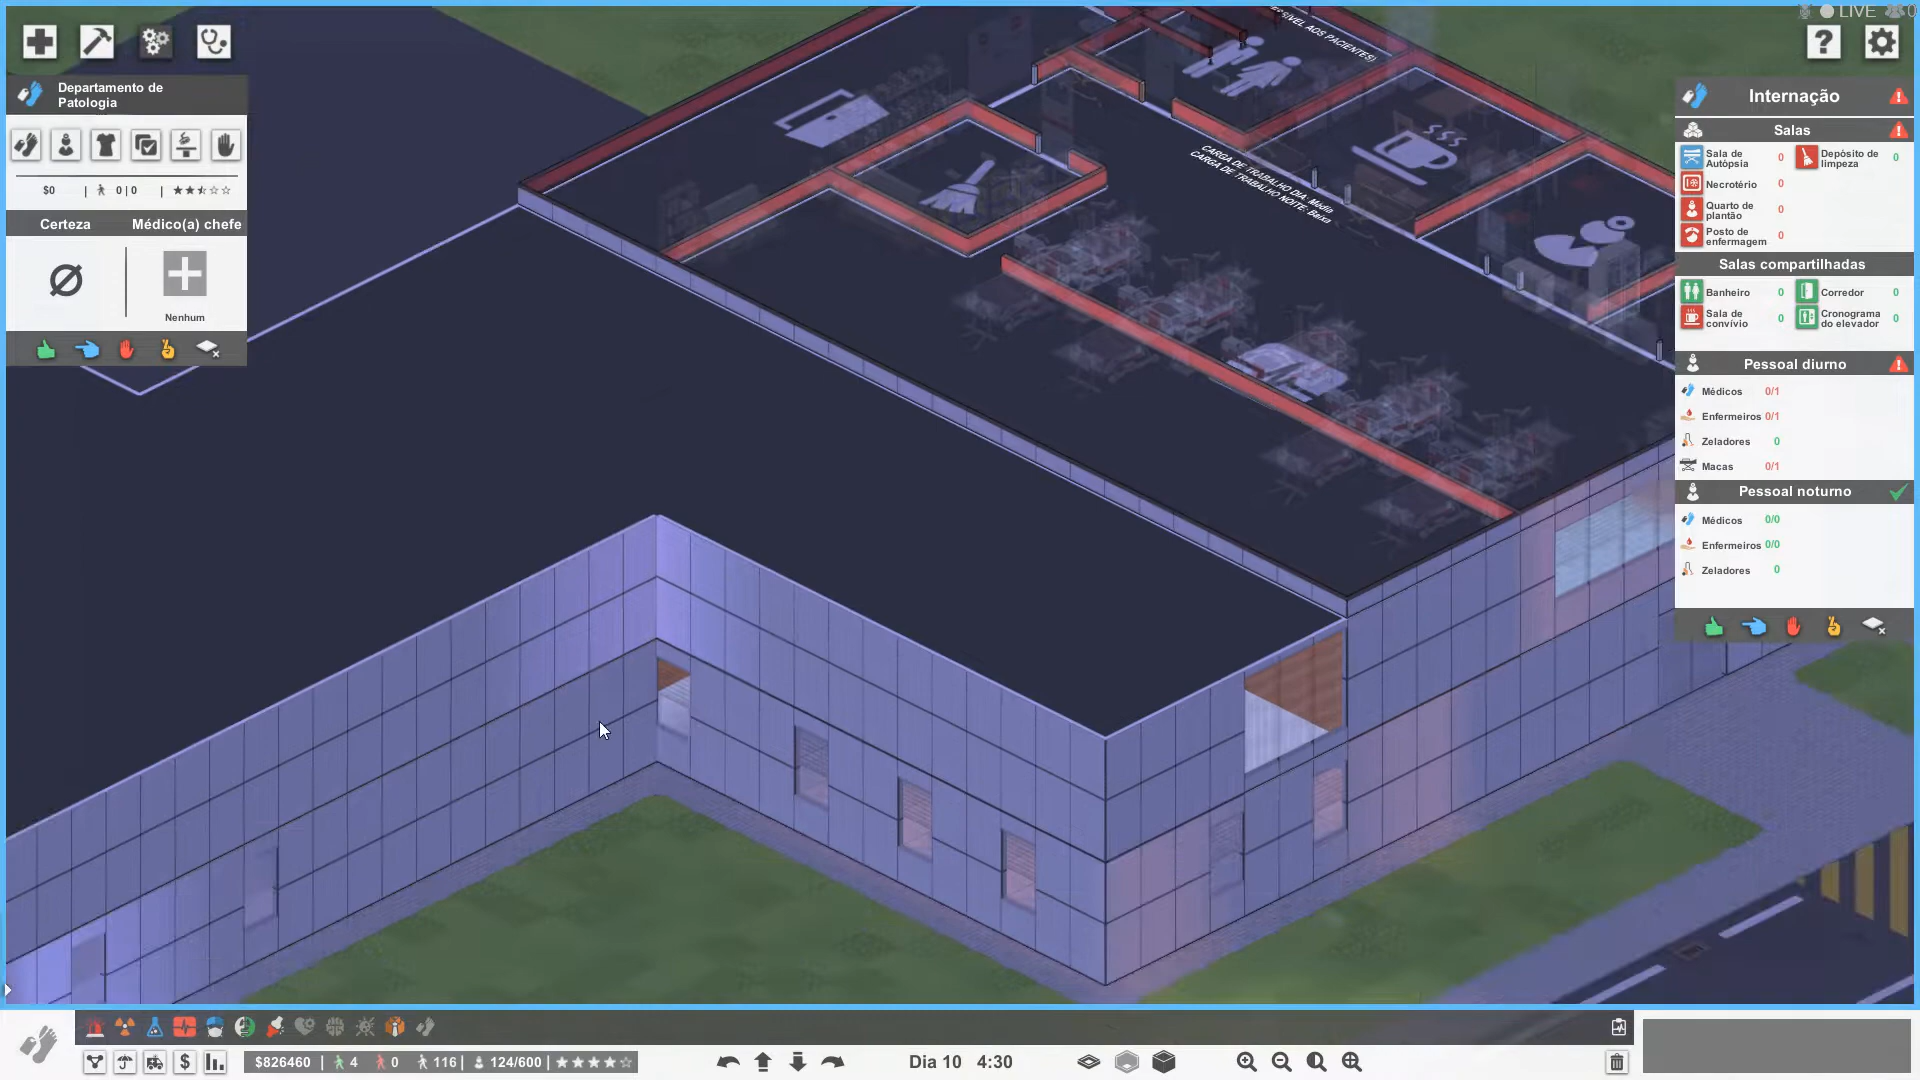 LIVE 0
Departamento de
Patologia
$0 | 0|0 |
Certeza Médico(a) chefe
Nenhum
CARGA DE TRABALHO DIA: Média
CARGA DE TRABALHO NOITE: Baixa
AOS PACIENTES)
?
Internação
Salas
Sala de
Autópsia 0
Depósito de
limpeza 0
Necrotério 0
Quarto de
plantão 0
Posto de
enfermagem 0
Salas compartilhadas
Banheiro 0 Corredor 0
Sala de
convívio 0
Cronograma
do elevador 0
Pessoal diurno
Médicos 0/1
Enfermeiros 0/1
Zeladores 0
Macas 0/1
Pessoal noturno
Médicos 0/0
Enfermeiros 0/0
Zeladores 0
$826460 | 4 0 116 | 124/600 |
Dia 10 4:30